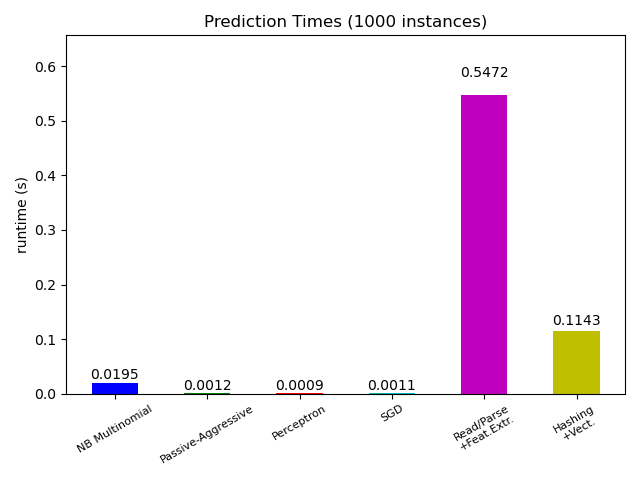 Prediction Times (1000 instances)
runtime (s)
0.6
0.5
0.4
0.3
0.2
0.1
0.0
0.0195
0.0012
0.0009
0.0011
0.5472
0.1143
NB Multinomial
Passive-Aggressive
Perceptron
SGD
Read/Parse
+Feat.Extr.
Hashing
+Vect.